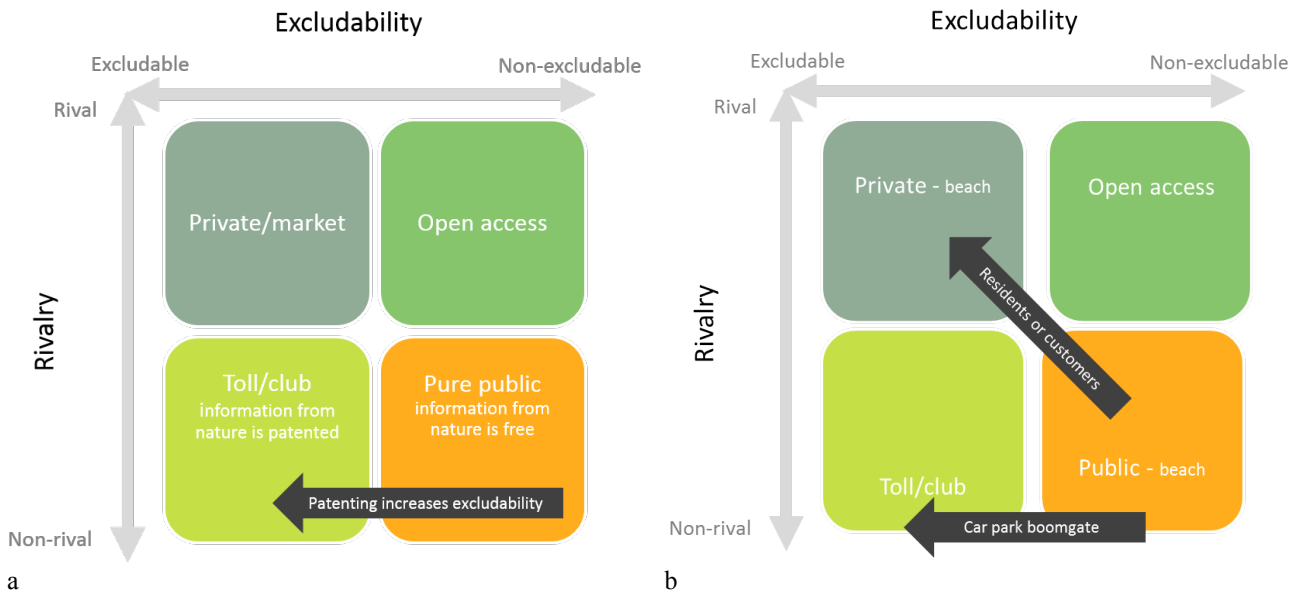 Excludability
Excludable
Non-excludable
Rival
Rivalry
Non-rival
Private/market
Open access
Toll/club
information from
nature is patented
Pure public
information from
nature is free
Patenting increases excludability
a
Excludability
Excludable
Non-excludable
Rival
Rivalry
Non-rival
Private - beach
Open access
Residents or customers
Toll/club
Public - beach
Car park boomgate
b